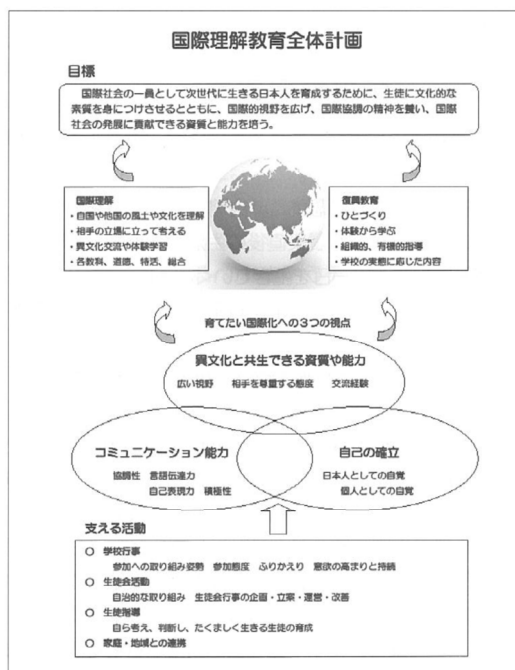 国際理解教育全体計画
目標
国際社会の一員として次世代に生きる日本人を育成するために、生徒に文化的な
素質を身につけさせるとともに、国際的視野を広げ、国際協調の精神を養い、国際
社会の発展に貢献できる資質と能力を培う。
国際理解
・自国や他国の風土や文化を理解
・相手の立場に立って考える
・異文化交流や体験学習
・各教科、道徳、特活、総合
復興教育
・ひとづくり
・体験から学ぶ
・組織的、有機的指導
・学校の実態に応じた内容
育てたい国際化への3つの視点
異文化と共生できる資質や能力
広い視野 相手を尊重する態度 交流経験
コミュニケーション能力
協調性 言語伝達力
自己表現力 積極性
自己の確立
日本人としての自覚
個人としての自覚
支える活動
○ 学校行事
参加への取り組み姿勢 参加態度 ふりかえり 意欲の高まりと持続
○ 生徒会活動
自治的な取り組み 生徒会行事の企画・立案・運営・改善
○ 生徒指導
自ら考え、判断し、たくましく生きる生徒の育成
○ 家庭・地域との連携